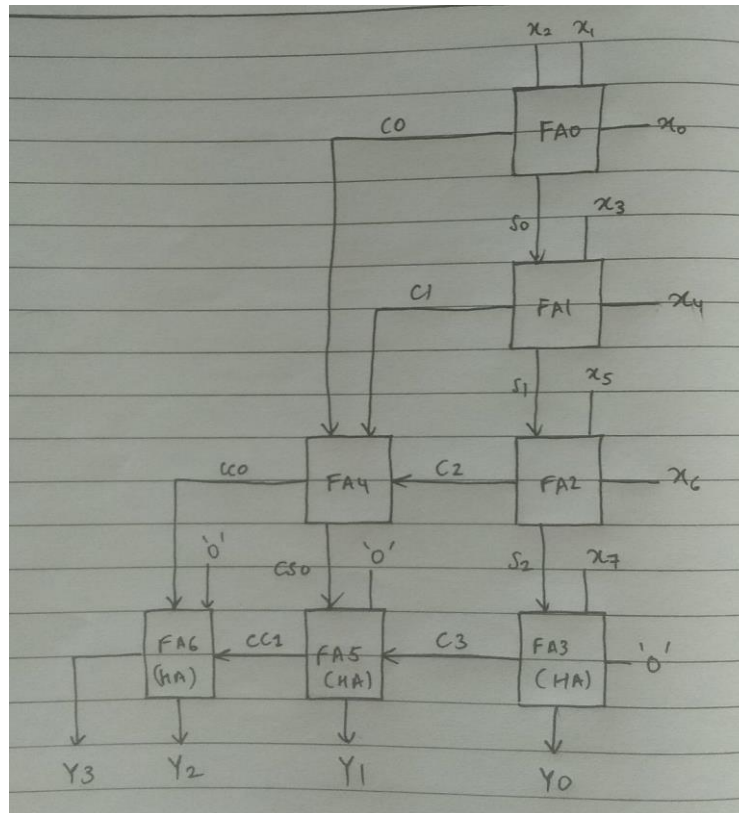 x₂ x₁
C0 FA0 x₀
S0 x₃
C1 FA1 x₄
S1 x₅
CC0 FA4 C2 FA2 x₆
'0' CS0 '0' S2 x₇
FA6 (HA) CC1 FA5 (HA) C3 FA3 (HA) '0'
Y3 Y2 Y1 Y0